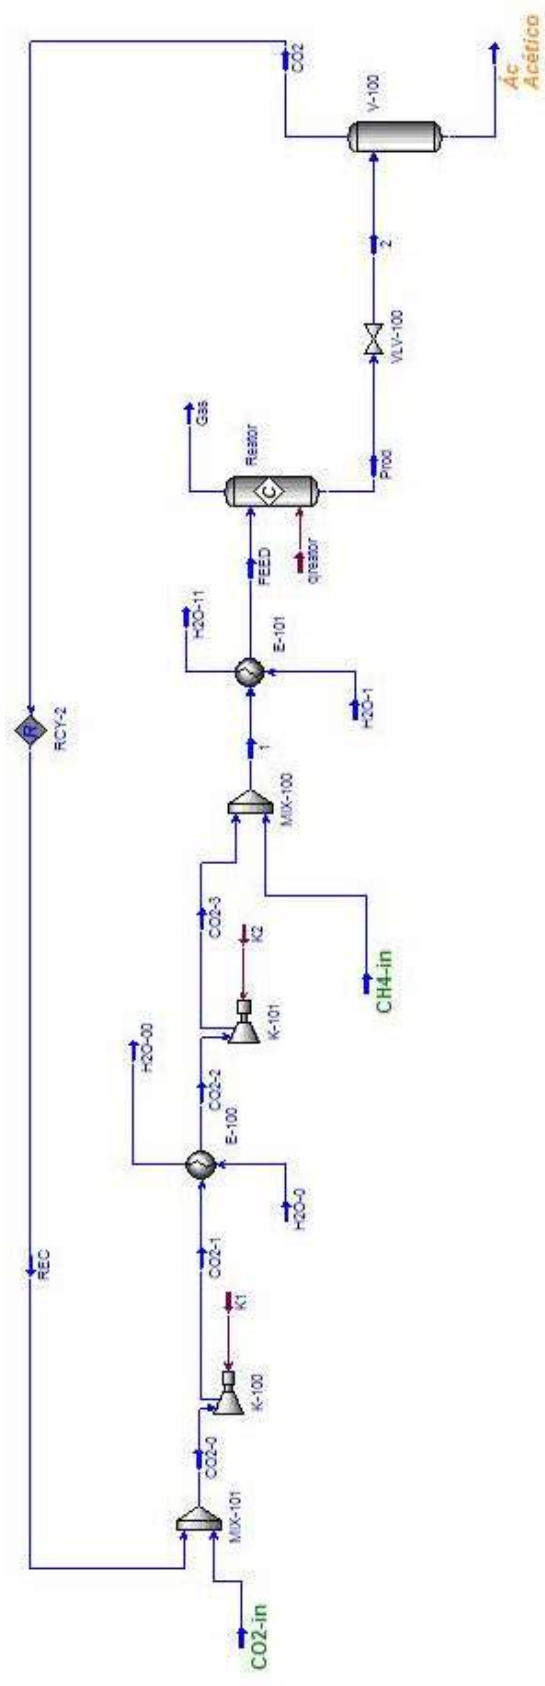 CO2-in
MIX-101
CO2-0
K-100
K1
CO2-1
REC
H2O-0
E-100
H2O-00
CO2-2
K-101
K2
CO2-3
CH4-in
MIX-100
1
RCY-2
R
H2O-1
E-101
H2O-11
FEED
qreator
C
Reator
Gas
Prod
VLV-100
2
V-100
CO2
Ác
Acético